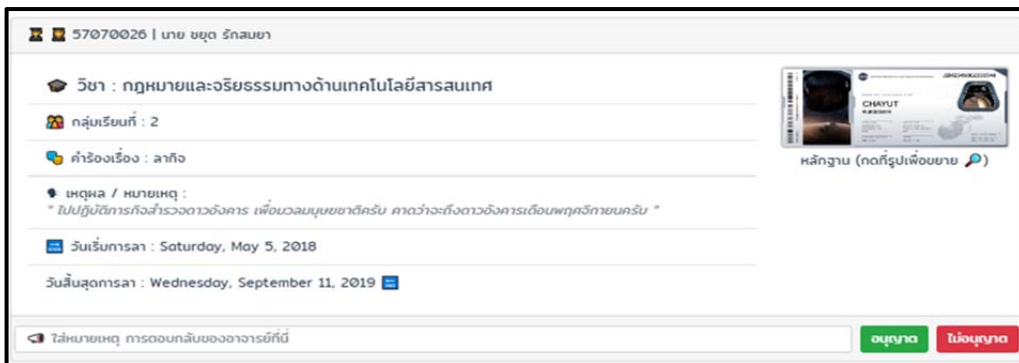 57070026 | นาย ชยุต รักสมยา
วิชา : กฎหมายและจริยธรรมทางด้านเทคโนโลยีสารสนเทศ
กลุ่มเรียนที่ : 2
คำร้องเรื่อง : ลากิจ
เหตุผล / หมายเหตุ :
" ไปปฏิบัติภารกิจสำรวจดาวอังคาร เพื่อมวลมนุษยชาติครับ คาดว่าจะถึงดาวอังคารเดือนพฤศจิกายนครับ "
วันเริ่มการลา : Saturday, May 5, 2018
วันสิ้นสุดการลา : Wednesday, September 11, 2019
CHAYUT
หลักฐาน (กดที่รูปเพื่อขยาย)
ใส่หมายเหตุ การตอบกลับของอาจารย์ที่นี่
อนุญาต ไม่อนุญาต